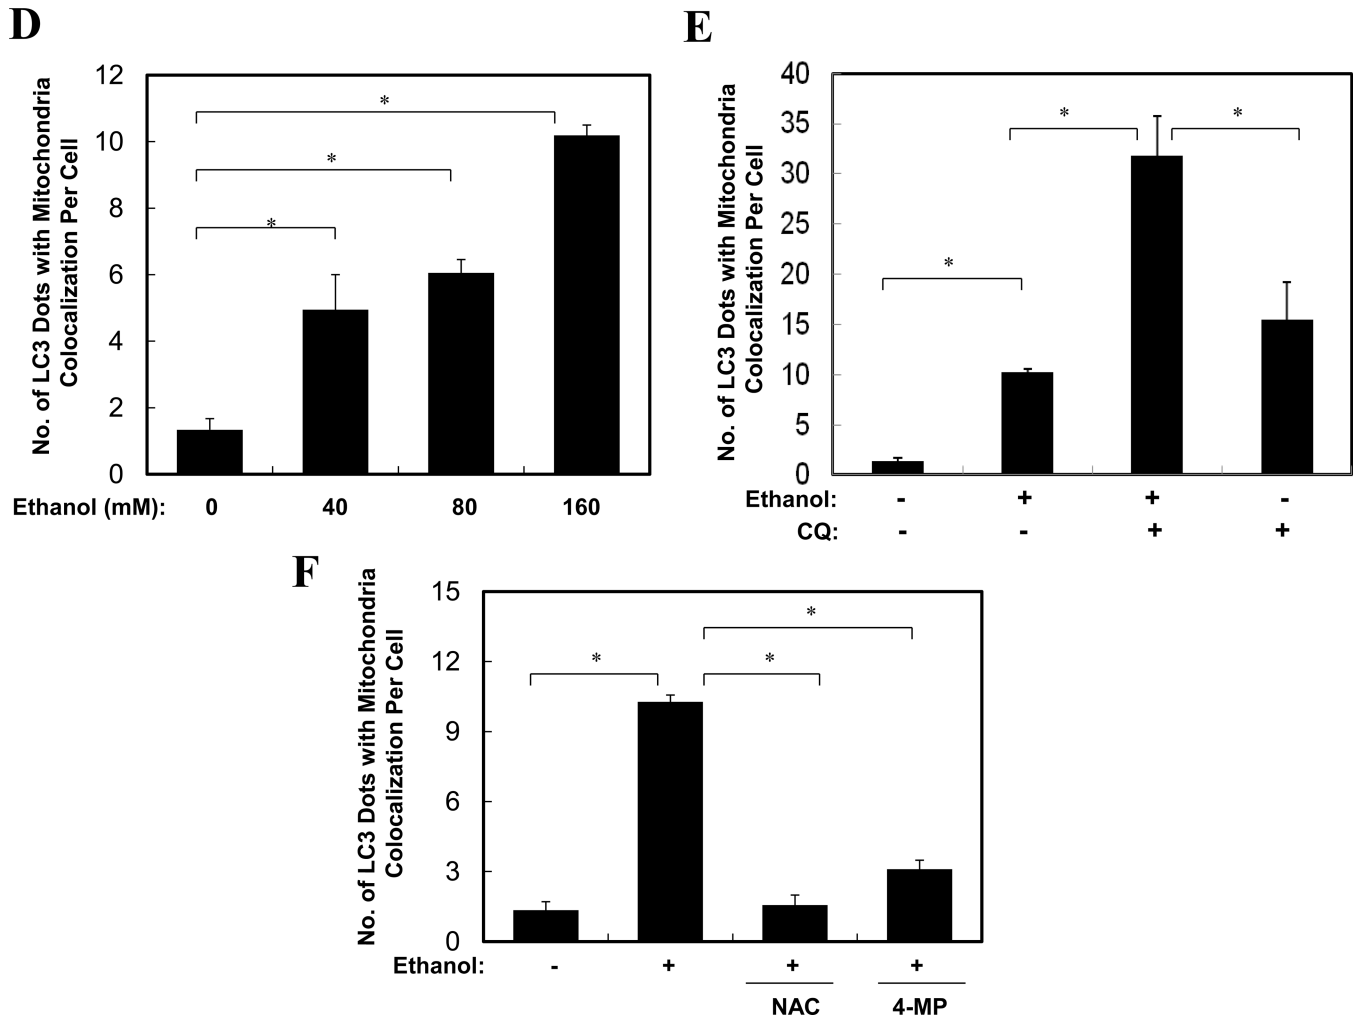 D
No. of LC3 Dots with Mitochondria
Colocalization Per Cell
12
10
8
6
4
2
0
*
*
*
Ethanol (mM): 0 40 80 160
E
No. of LC3 Dots with Mitochondria
Colocalization Per Cell
40
35
30
25
20
15
10
5
0
* *
*
Ethanol: - + + -
CQ: - - + +
F
No. of LC3 Dots with Mitochondria
Colocalization Per Cell
15
12
9
6
3
0
*
* *
Ethanol: - + + +
NAC 4-MP